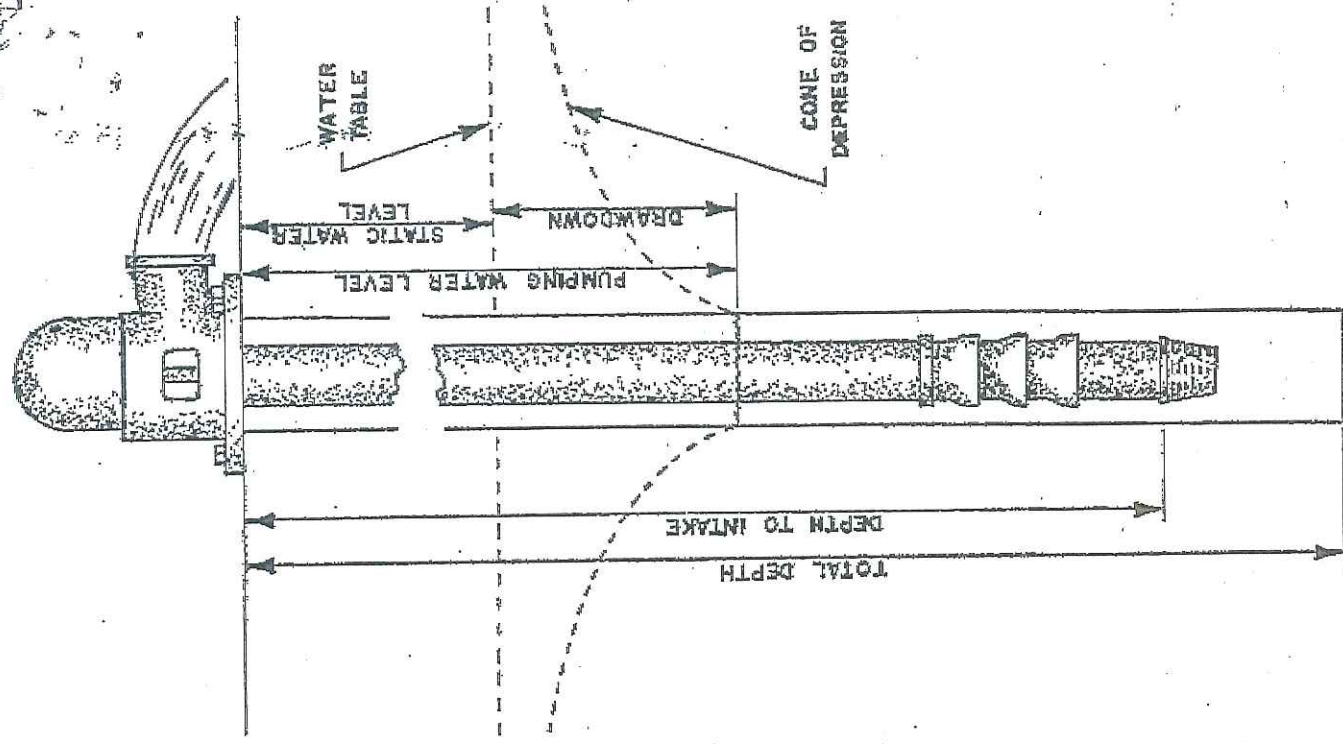 WATER
TABLE
STATIC WATER
LEVEL
DRAWDOWN
PUMPING WATER LEVEL
CONE OF
DEPRESSION
DEPTH TO INTAKE
TOTAL DEPTH